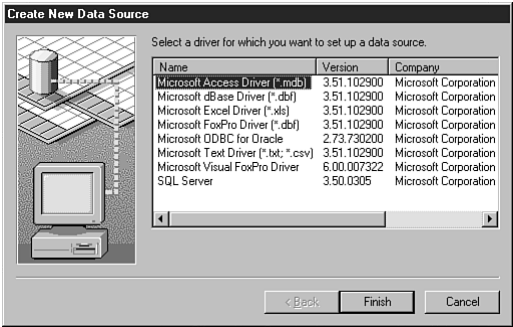 Create New Data Source
Select a driver for which you want to set up a data source.
Name Version Company
Microsoft Access Driver (*.mdb) 3.51.102900 Microsoft Corporation
Microsoft dBase Driver (*.dbf) 3.51.102900 Microsoft Corporation
Microsoft Excel Driver (*.xls) 3.51.102900 Microsoft Corporation
Microsoft FoxPro Driver (*.dbf) 3.51.102900 Microsoft Corporation
Microsoft ODBC for Oracle 2.73.730200 Microsoft Corporation
Microsoft Text Driver (*.txt; *.csv) 3.51.102900 Microsoft Corporation
Microsoft Visual FoxPro Driver 6.00.007322 Microsoft Corporation
SQL Server 3.50.0305 Microsoft Corporation
< Back Finish Cancel